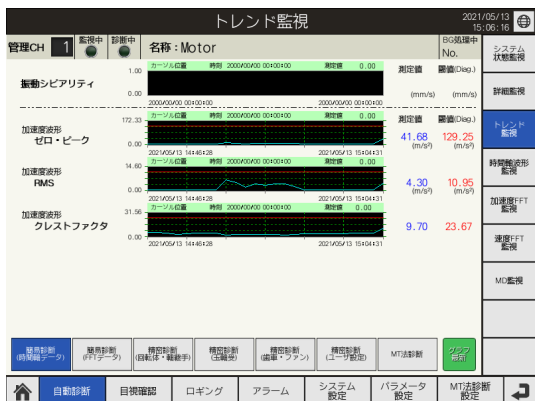 トレンド監視
2021/05/13
15:06:16
管理CH 1 監視中 診断中 名称:Motor BG処理中 No.
システム状態監視
カーソル位置 時刻 2000/00/00 00:00:00 測定値 0.00
1.00
振動シビアリティ
0.00
2000/00/00 00:00:00 2000/00/00 00:00:00
測定値 閾値(Diag.)
(mm/s) (mm/s)
詳細監視
カーソル位置 時刻 2000/00/00 00:00:00 測定値 0.00
172.33
加速度波形
ゼロ・ピーク
0.00
2021/05/13 14:46:28 2021/05/13 15:04:31
測定値 閾値(Diag.)
41.68 129.25
(m/s²) (m/s²)
トレンド監視
カーソル位置 時刻 2000/00/00 00:00:00 測定値 0.00
14.60
加速度波形
RMS
0.00
2021/05/13 14:46:28 2021/05/13 15:04:31
4.30 10.95
(m/s²) (m/s²)
時間軸波形監視
カーソル位置 時刻 2000/00/00 00:00:00 測定値 0.00
31.56
加速度波形
クレストファクタ
0.00
2021/05/13 14:46:28 2021/05/13 15:04:31
9.70 23.67
加速度FFT監視
速度FFT監視
MD監視
簡易診断
(時間軸データ)
簡易診断
(FFTデータ)
精密診断
(回転体・軸継手)
精密診断
(主軸受)
精密診断
(歯車・ファン)
精密診断
(ユーザ設定)
MT法診断
グラフ更新
自動診断 目視確認 ロギング アラーム システム設定 パラメータ設定 MT法診断設定